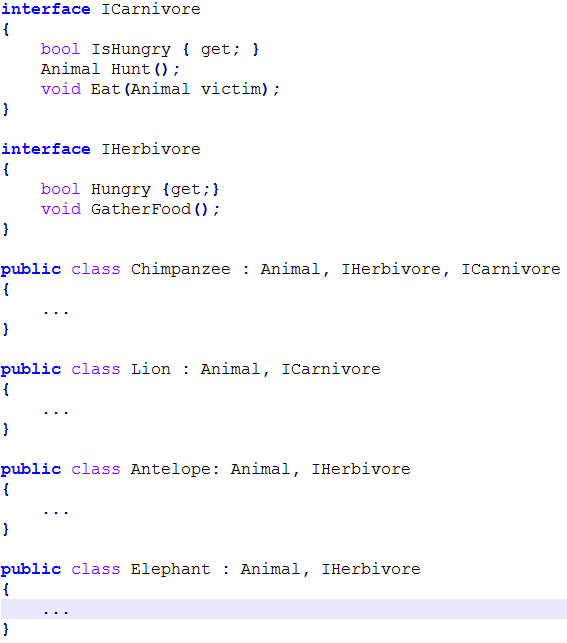 interface ICarnivore
{
    bool IsHungry { get; }
    Animal Hunt();
    void Eat(Animal victim);
}

interface IHerbivore
{
    bool Hungry {get;}
    void GatherFood();
}

public class Chimpanzee : Animal, IHerbivore, ICarnivore
{
    ...
}

public class Lion : Animal, ICarnivore
{
    ...
}

public class Antelope: Animal, IHerbivore
{
    ...
}

public class Elephant : Animal, IHerbivore
{
    ...
}